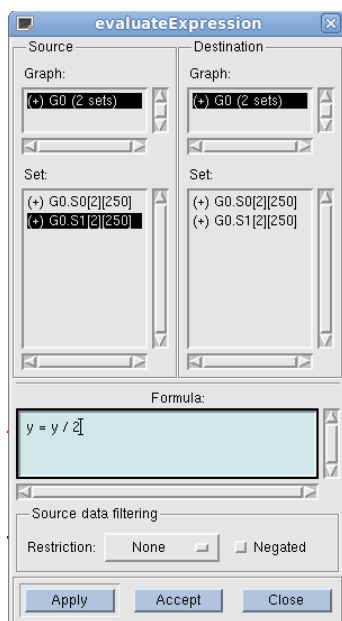 evaluateExpression
Source
Destination
Graph:
Graph:
(+) G0 (2 sets)
(+) G0 (2 sets)
Set:
Set:
(+) G0.S0[2][250]
(+) G0.S1[2][250]
(+) G0.S0[2][250]
(+) G0.S1[2][250]
Formula:
y = y / 2
Source data filtering
Restriction: None Negated
Apply Accept Close